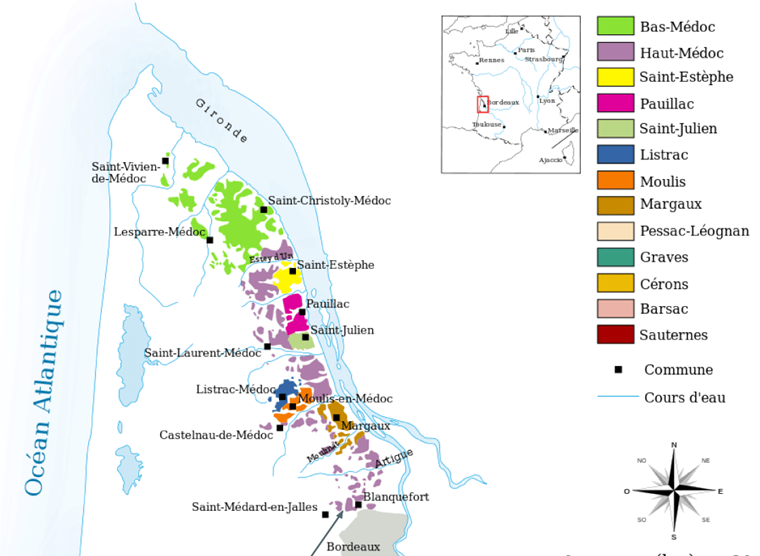 Gironde
Saint-Vivien-
de-Médoc
Saint-Christoly-Médoc
Lesparre-Médoc
Saint-Estèphe
Pauillac
Saint-Julien
Saint-Laurent-Médoc
Listrac-Médoc
Moulis-en-Médoc
Margaux
Castelnau-de-Médoc
Artigue
Blanquefort
Saint-Médard-en-Jalles
Bordeaux
Océan Atlantique
Lille
Paris
Rennes
Strasbourg
Bordeaux
Lyon
Toulouse
Marseille
Ajaccio
Bas-Médoc
Haut-Médoc
Saint-Estèphe
Pauillac
Saint-Julien
Listrac
Moulis
Margaux
Pessac-Léognan
Graves
Cérons
Barsac
Sauternes
Commune
Cours d'eau
N
NO
NE
O
E
SO
SE
S